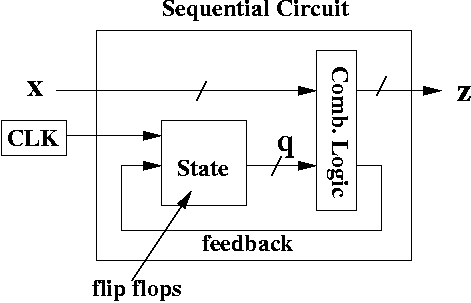 Sequential Circuit
x
z
CLK
Comb. Logic
State
q
feedback
flip flops